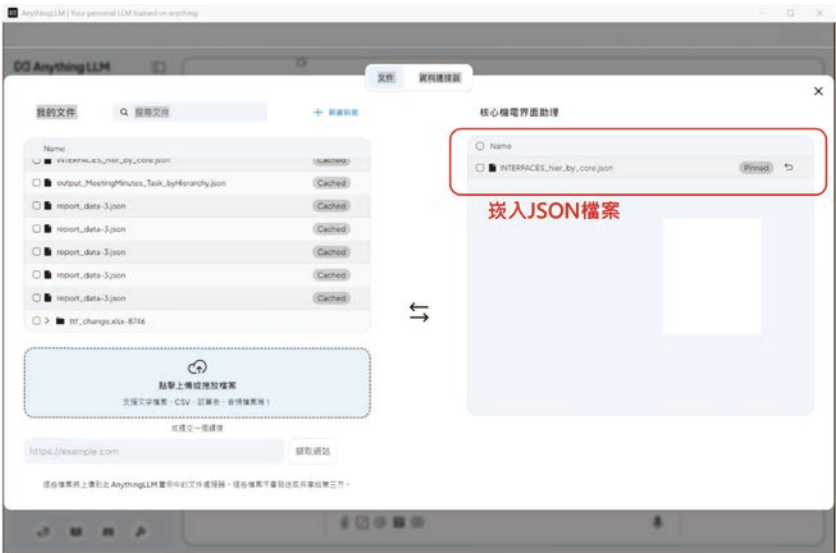 AnythingLLM | Your personal LLM trained on anything
AnythingLLM
文件
資料連接器
我的文件
搜尋文件
+ 新資料夾
Name
INTERFACES_hier_by_core.json
Cached
output_MeetingMinutes_Task_byHierarchy.json
Cached
report_data-3.json
Cached
report_data-3.json
Cached
report_data-3.json
Cached
report_data-3.json
Cached
report_data-3.json
Cached
ttf_change.xlsx-8746
點擊上傳或拖放檔案
支援文字檔案、CSV、試算表、音頻檔案等！
或提交一個鏈接
https://example.com
擷取網站
這些檔案將上傳到此 AnythingLLM 實例中的文件處理器。這些檔案不會發送或共享給第三方。
核心機電界面助理
Name
INTERFACES_hier_by_core.json
Pinned
崁入JSON檔案